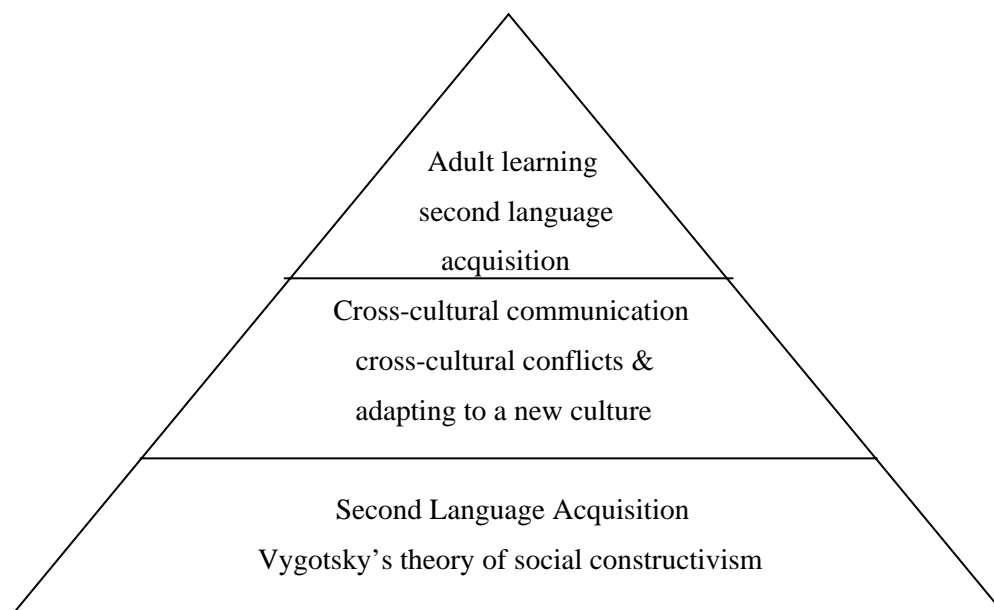 Adult learning
second language
acquisition
Cross-cultural communication
cross-cultural conflicts &
adapting to a new culture
Second Language Acquisition
Vygotsky’s theory of social constructivism